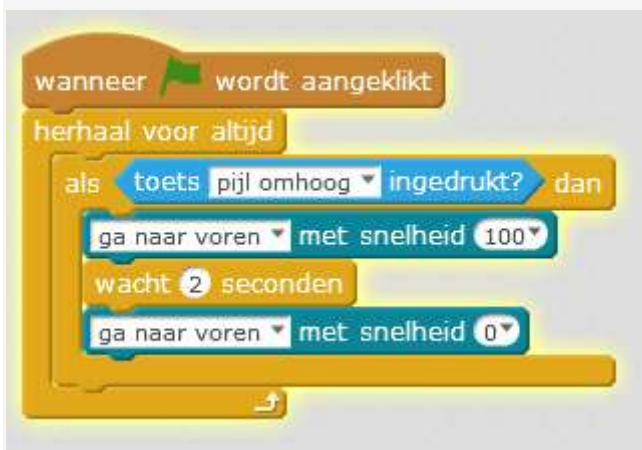 wanneer wordt aangeklikt
herhaal voor altijd
als toets pijl omhoog ingedrukt? dan
ga naar voren met snelheid 100
wacht 2 seconden
ga naar voren met snelheid 0